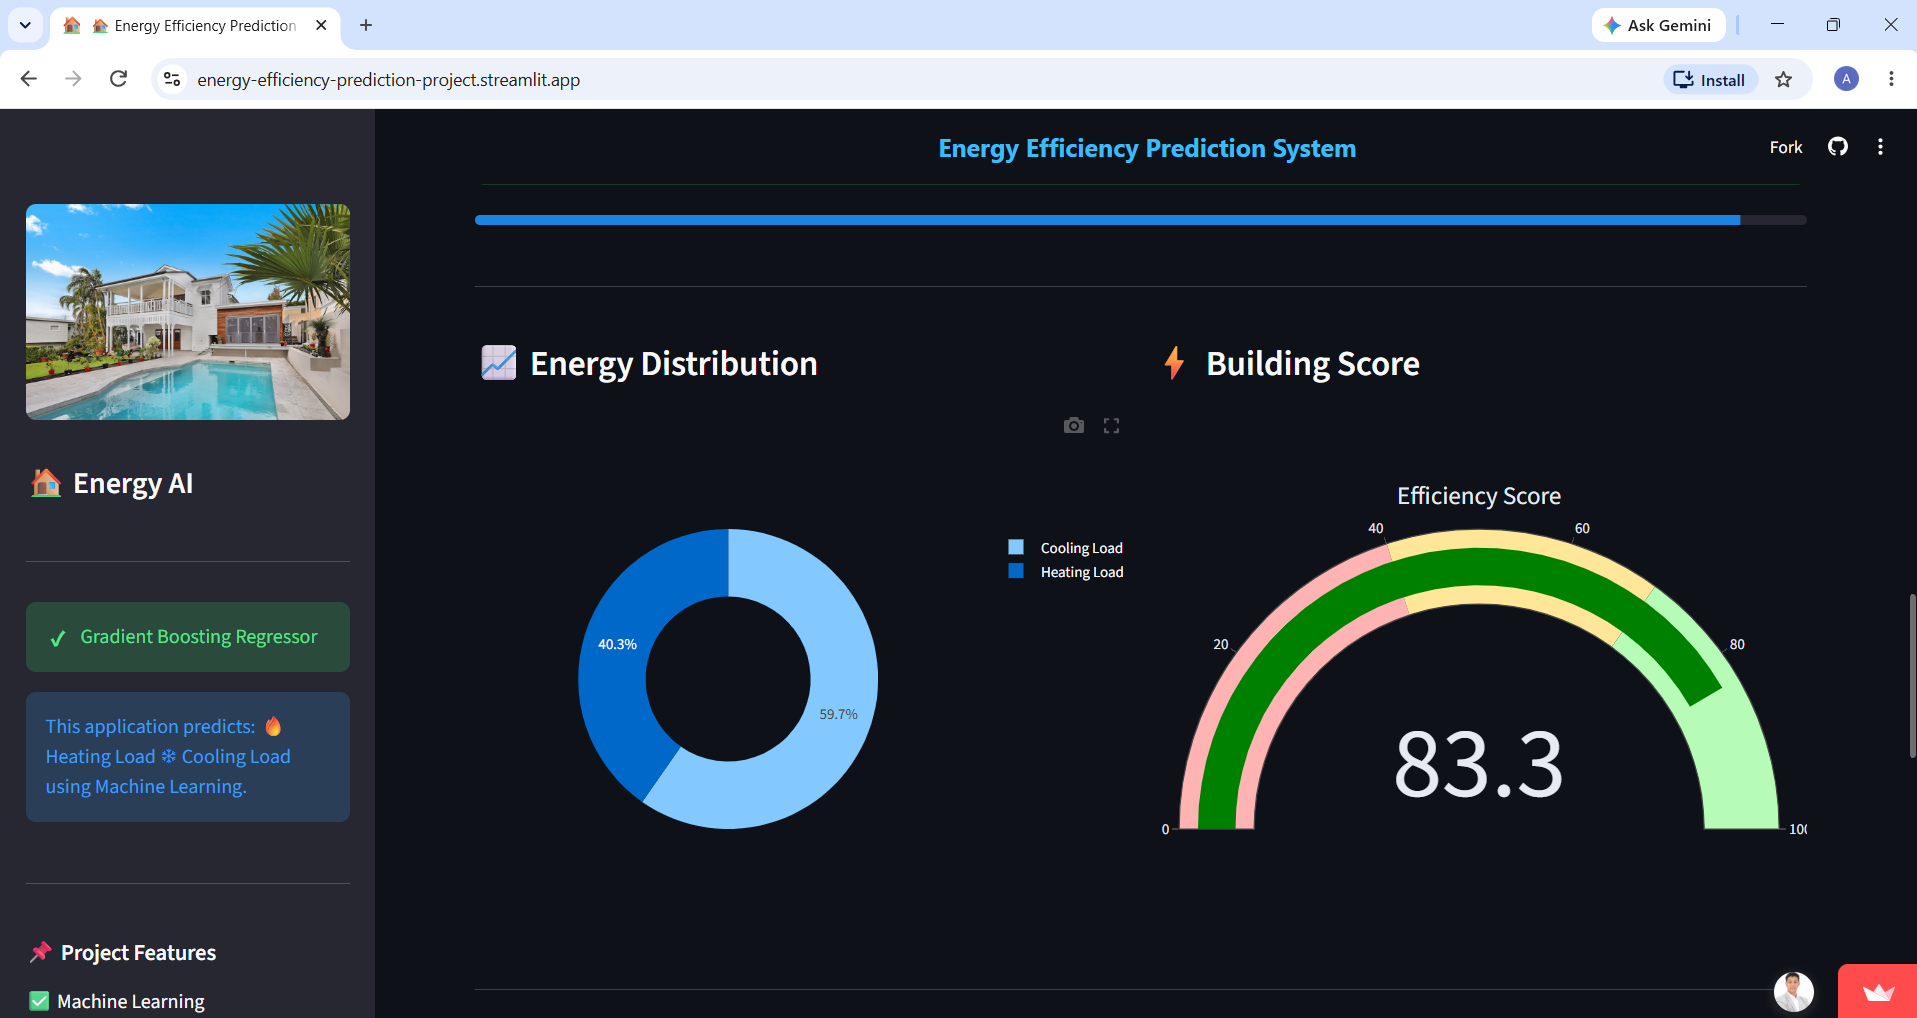 Energy Efficiency Prediction
Ask Gemini
energy-efficiency-prediction-project.streamlit.app
Install
A
Energy Efficiency Prediction System
Fork
Energy AI
Gradient Boosting Regressor
This application predicts: 🔥
Heating Load ❄ Cooling Load
using Machine Learning.
Project Features
Machine Learning
Energy Distribution
Cooling Load
Heating Load
40.3%
59.7%
Building Score
Efficiency Score
0
20
40
60
80
100
83.3